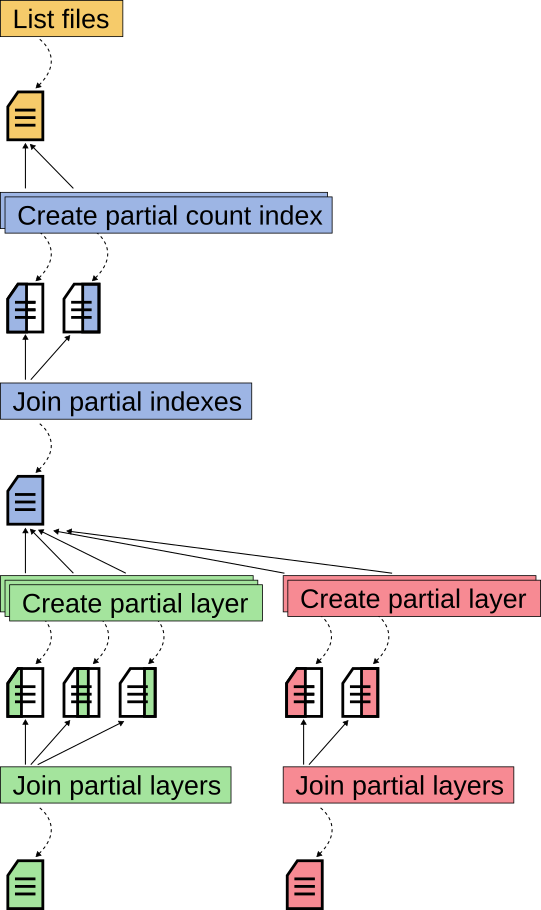 List files
Create partial count index
Join partial indexes
Create partial layer
Create partial layer
Join partial layers
Join partial layers